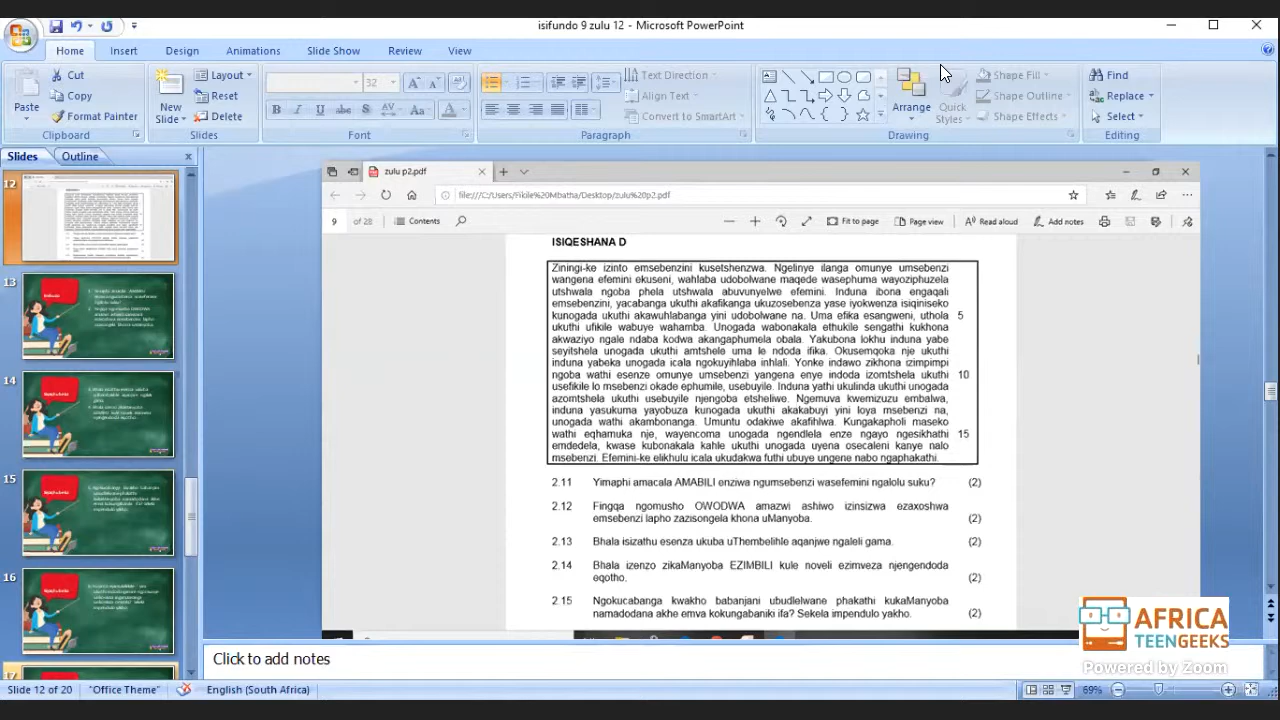 isifundo 9 zulu 12 - Microsoft PowerPoint
Home Insert Design Animations Slide Show Review View
Cut Layout 32 Text Direction Shape Fill Find
Paste Copy New Slide Reset Align Text Arrange Quick Styles Shape Outline Replace
Format Painter Delete Convert to SmartArt Shape Effects Select
Clipboard Slides Font Paragraph Drawing Editing
Slides Outline
12
13
14
15
16
17
zulu p2.pdf
file:///C:/Users/Fikile%20Mbatha/Desktop/zulu%20p2.pdf
9 of 28 Contents Fit to page Page view Read aloud Add notes
ISIQESHANA D
Ziningi-ke izinto emsebenzini kusetshenzwa. Ngelinye ilanga omunye umsebenzi
wangena efemini ekuseni, wahlaba udobolwane maqede wasephuma wayoziphuzela
utshwala ngoba phela utshwala abuvunyelwe efemini. Induna ibona engaqali
emsebenzini, yacabanga ukuthi akafikanga ukuzosebenza yase iyokwenza isiqiniseko
kunogada ukuthi akawuhlabanga yini udobolwane na. Uma efika esangweni, uthola 5
ukuthi ufikile wabuye wahamba. Unogada wabonakala ethukile sengathi kukhona
akwaziyo ngale ndaba kodwa akangaphumela obala. Yakubona lokhu induna yabe
seyitshela unogada ukuthi amtshele uma le ndoda ifika. Okusemqoka nje ukuthi
induna yabeka unogada icala ngokuyihlaba inhlali. Yonke indawo zikhona izimpimpi
ngoba wathi esenze omunye umsebenzi yangena enye indoda izomtshela ukuthi 10
usefikile lo msebenzi okade ephumile, usebuyile. Induna yathi ukulinda ukuthi unogada
azomtshela ukuthi usebuyile njengoba etsheliwe. Ngemuva kwemizuzu embalwa,
induna yasukuma yayobuza kunogada ukuthi akakabuyi yini loya msebenzi na,
unogada wathi akambonanga. Umuntu odakiwe akafihlwa. Kungakapholi maseko
wathi eqhamuka nje, wayencoma unogada ngendlela enze ngayo ngesikhathi 15
emdedela, kwase kubonakala kahle ukuthi unogada uyena osecaleni kanye nalo
msebenzi. Efemini-ke elikhulu icala ukudakwa futhi ubuye ungene nabo ngaphakathi.
2.11 Yimaphi amacala AMABILI enziwa ngumsebenzi wasefemini ngalolu suku? (2)
2.12 Fingqa ngomusho OWODWA amazwi ashiwo izinsizwa ezaxoshwa
emsebenzi lapho zazisongela khona uManyoba. (2)
2.13 Bhala isizathu esenza ukuba uThembelihle aqanjwe ngaleli gama. (2)
2.14 Bhala izenzo zikaManyoba EZIMBILI kule noveli ezimveza njengendoda
eqotho. (2)
2.15 Ngokucabanga kwakho babanjani ubudlelwane phakathi kukaManyoba
namadodana akhe emva kokungabaniki ifa? Sekela impendulo yakho. (2)
AFRICA
TEENGEEKS
Powered by Zoom
Click to add notes
Slide 12 of 20 "Office Theme" English (South Africa) 69%